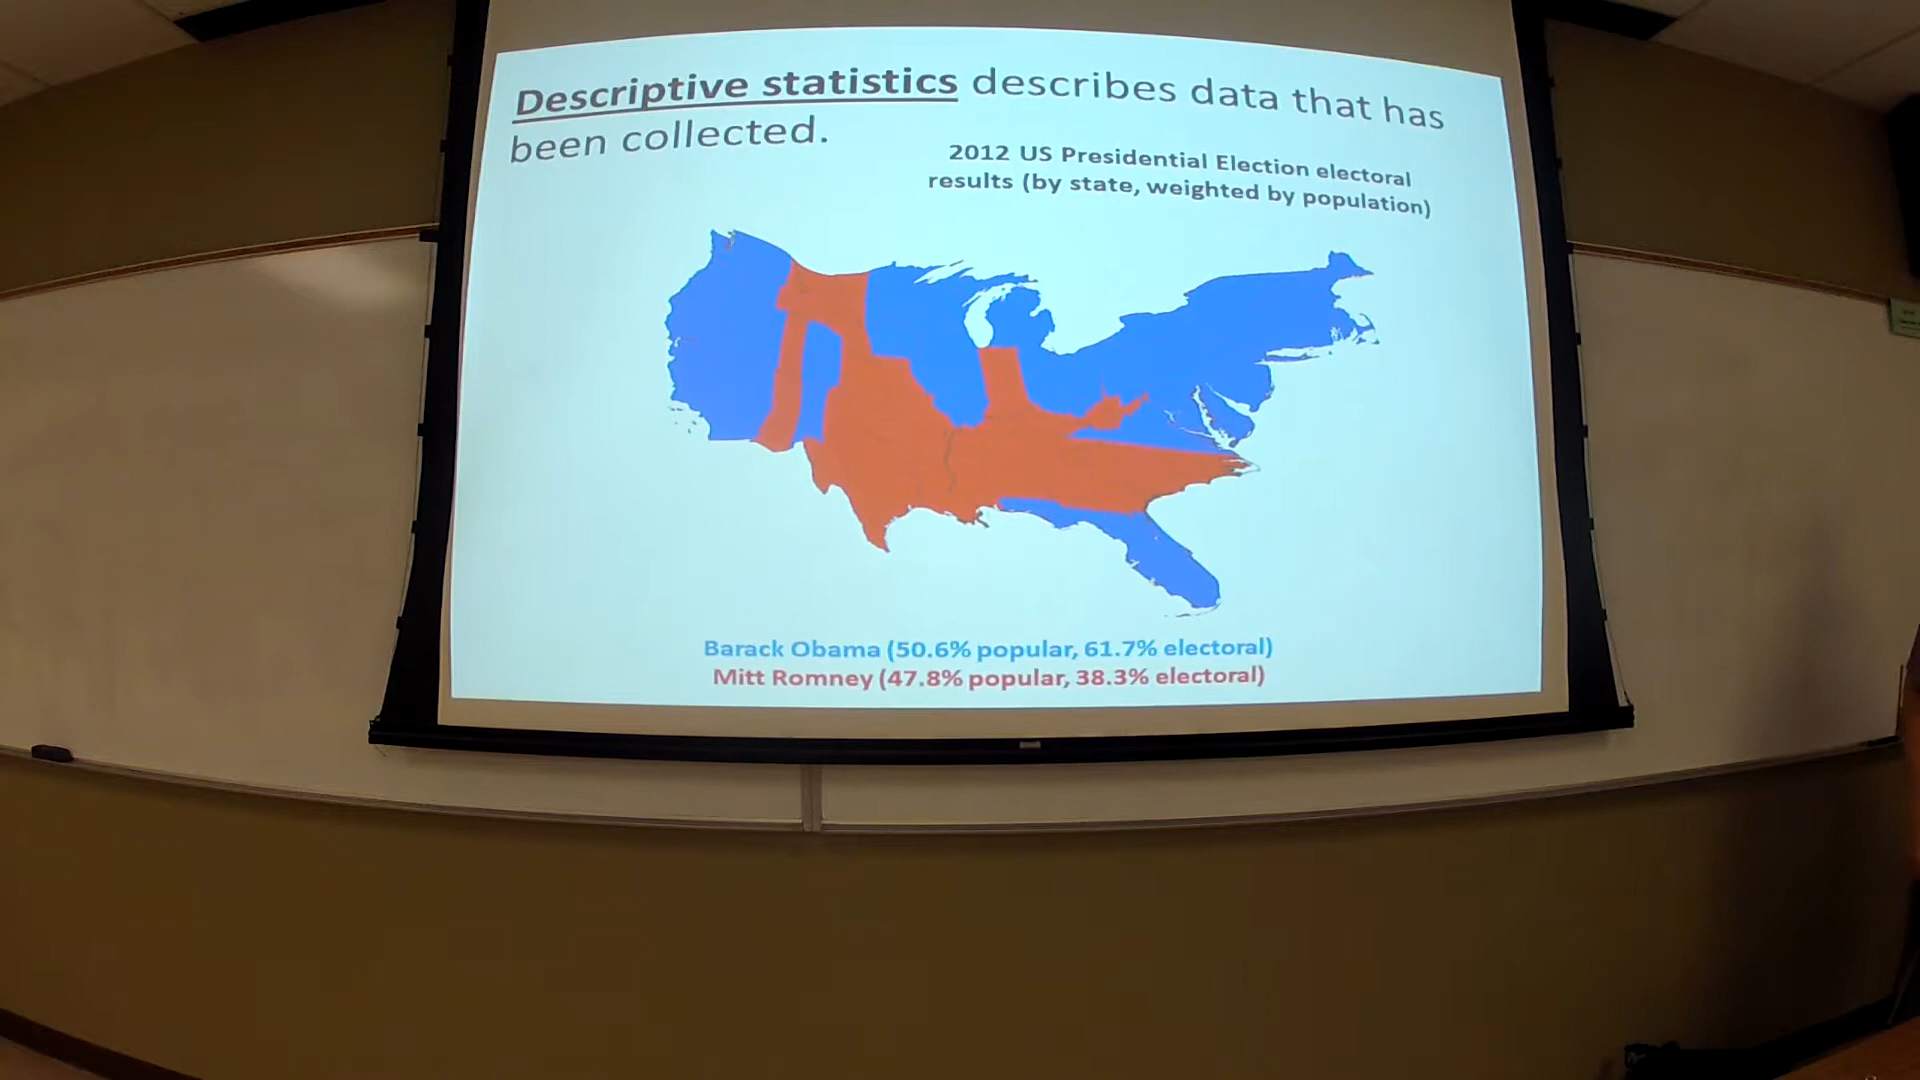 Descriptive statistics describes data that has
been collected.
2012 US Presidential Election electoral
results (by state, weighted by population)
Barack Obama (50.6% popular, 61.7% electoral)
Mitt Romney (47.8% popular, 38.3% electoral)